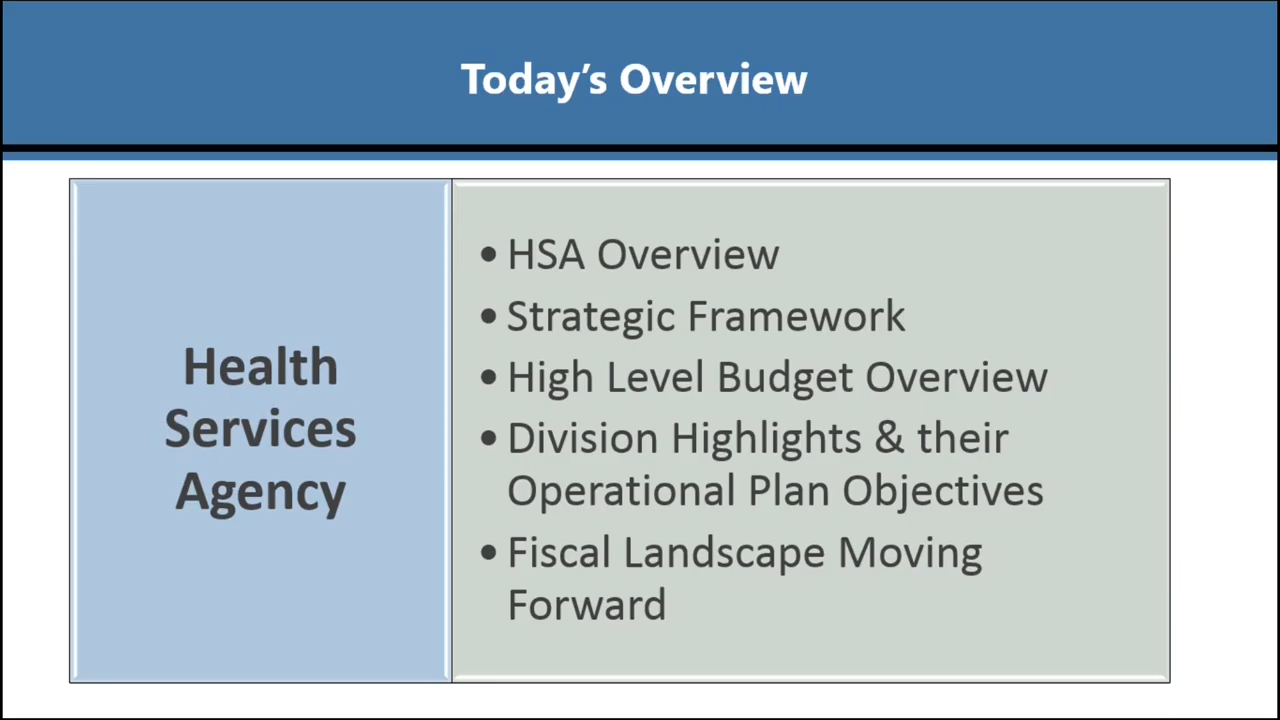 Today’s Overview
Health
Services
Agency
• HSA Overview
• Strategic Framework
• High Level Budget Overview
• Division Highlights & their
Operational Plan Objectives
• Fiscal Landscape Moving
Forward